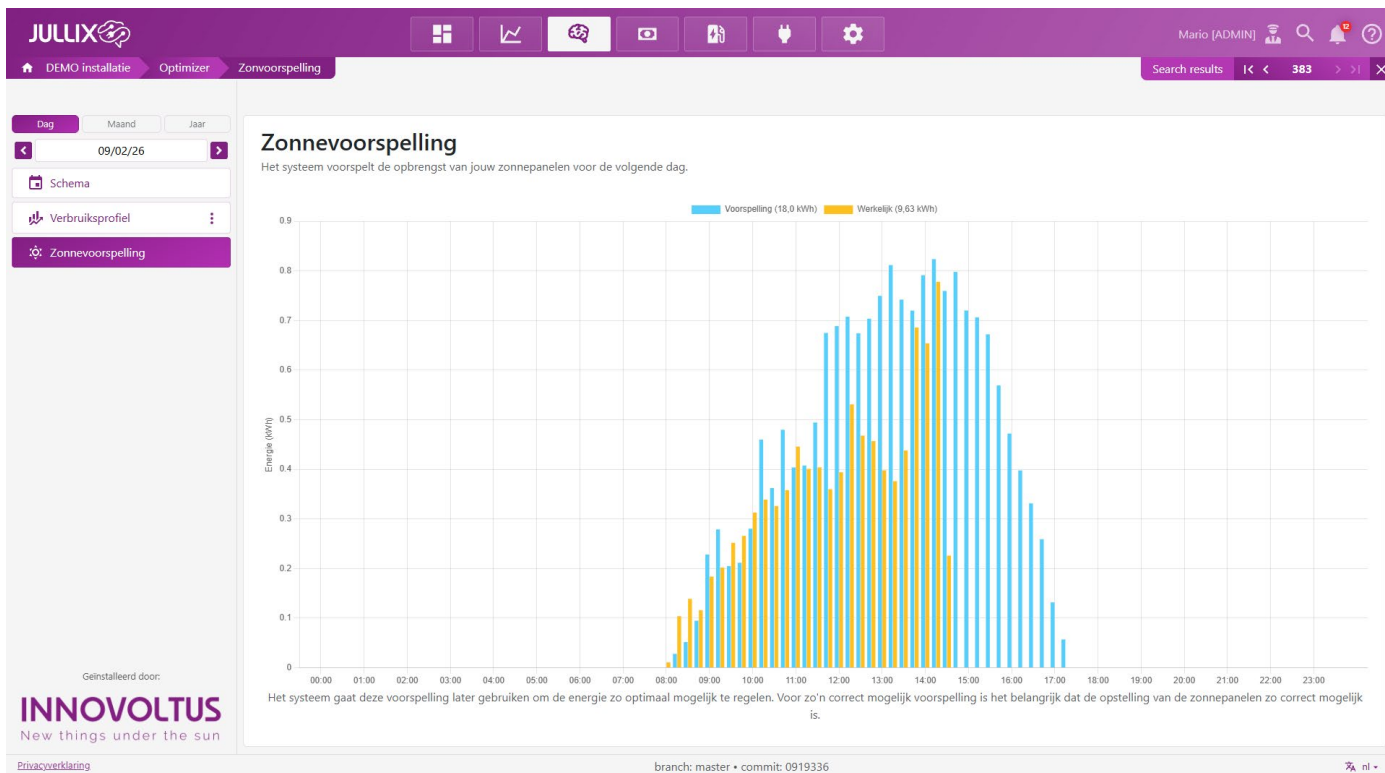 JULLIX
Mario [ADMIN]
12
DEMO installatie Optimizer Zonvoorspelling
Search results 383
Dag Maand Jaar
09/02/26
Schema
Verbruiksprofiel
Zonnevoorspelling
Zonnevoorspelling
Het systeem voorspelt de opbrengst van jouw zonnepanelen voor de volgende dag.
Voorspelling (18,0 kWh) Werkelijk (9,63 kWh)
Energie (kWh)
0.9
0.8
0.7
0.6
0.5
0.4
0.3
0.2
0.1
0
00:00 01:00 02:00 03:00 04:00 05:00 06:00 07:00 08:00 09:00 10:00 11:00 12:00 13:00 14:00 15:00 16:00 17:00 18:00 19:00 20:00 21:00 22:00 23:00
Het systeem gaat deze voorspelling later gebruiken om de energie zo optimaal mogelijk te regelen. Voor zo'n correct mogelijk voorspelling is het belangrijk dat de opstelling van de zonnepanelen zo correct mogelijk
is.
Geïnstalleerd door:
INNOVOLTUS
New things under the sun
Privacyverklaring
branch: master • commit: 0919336
nl